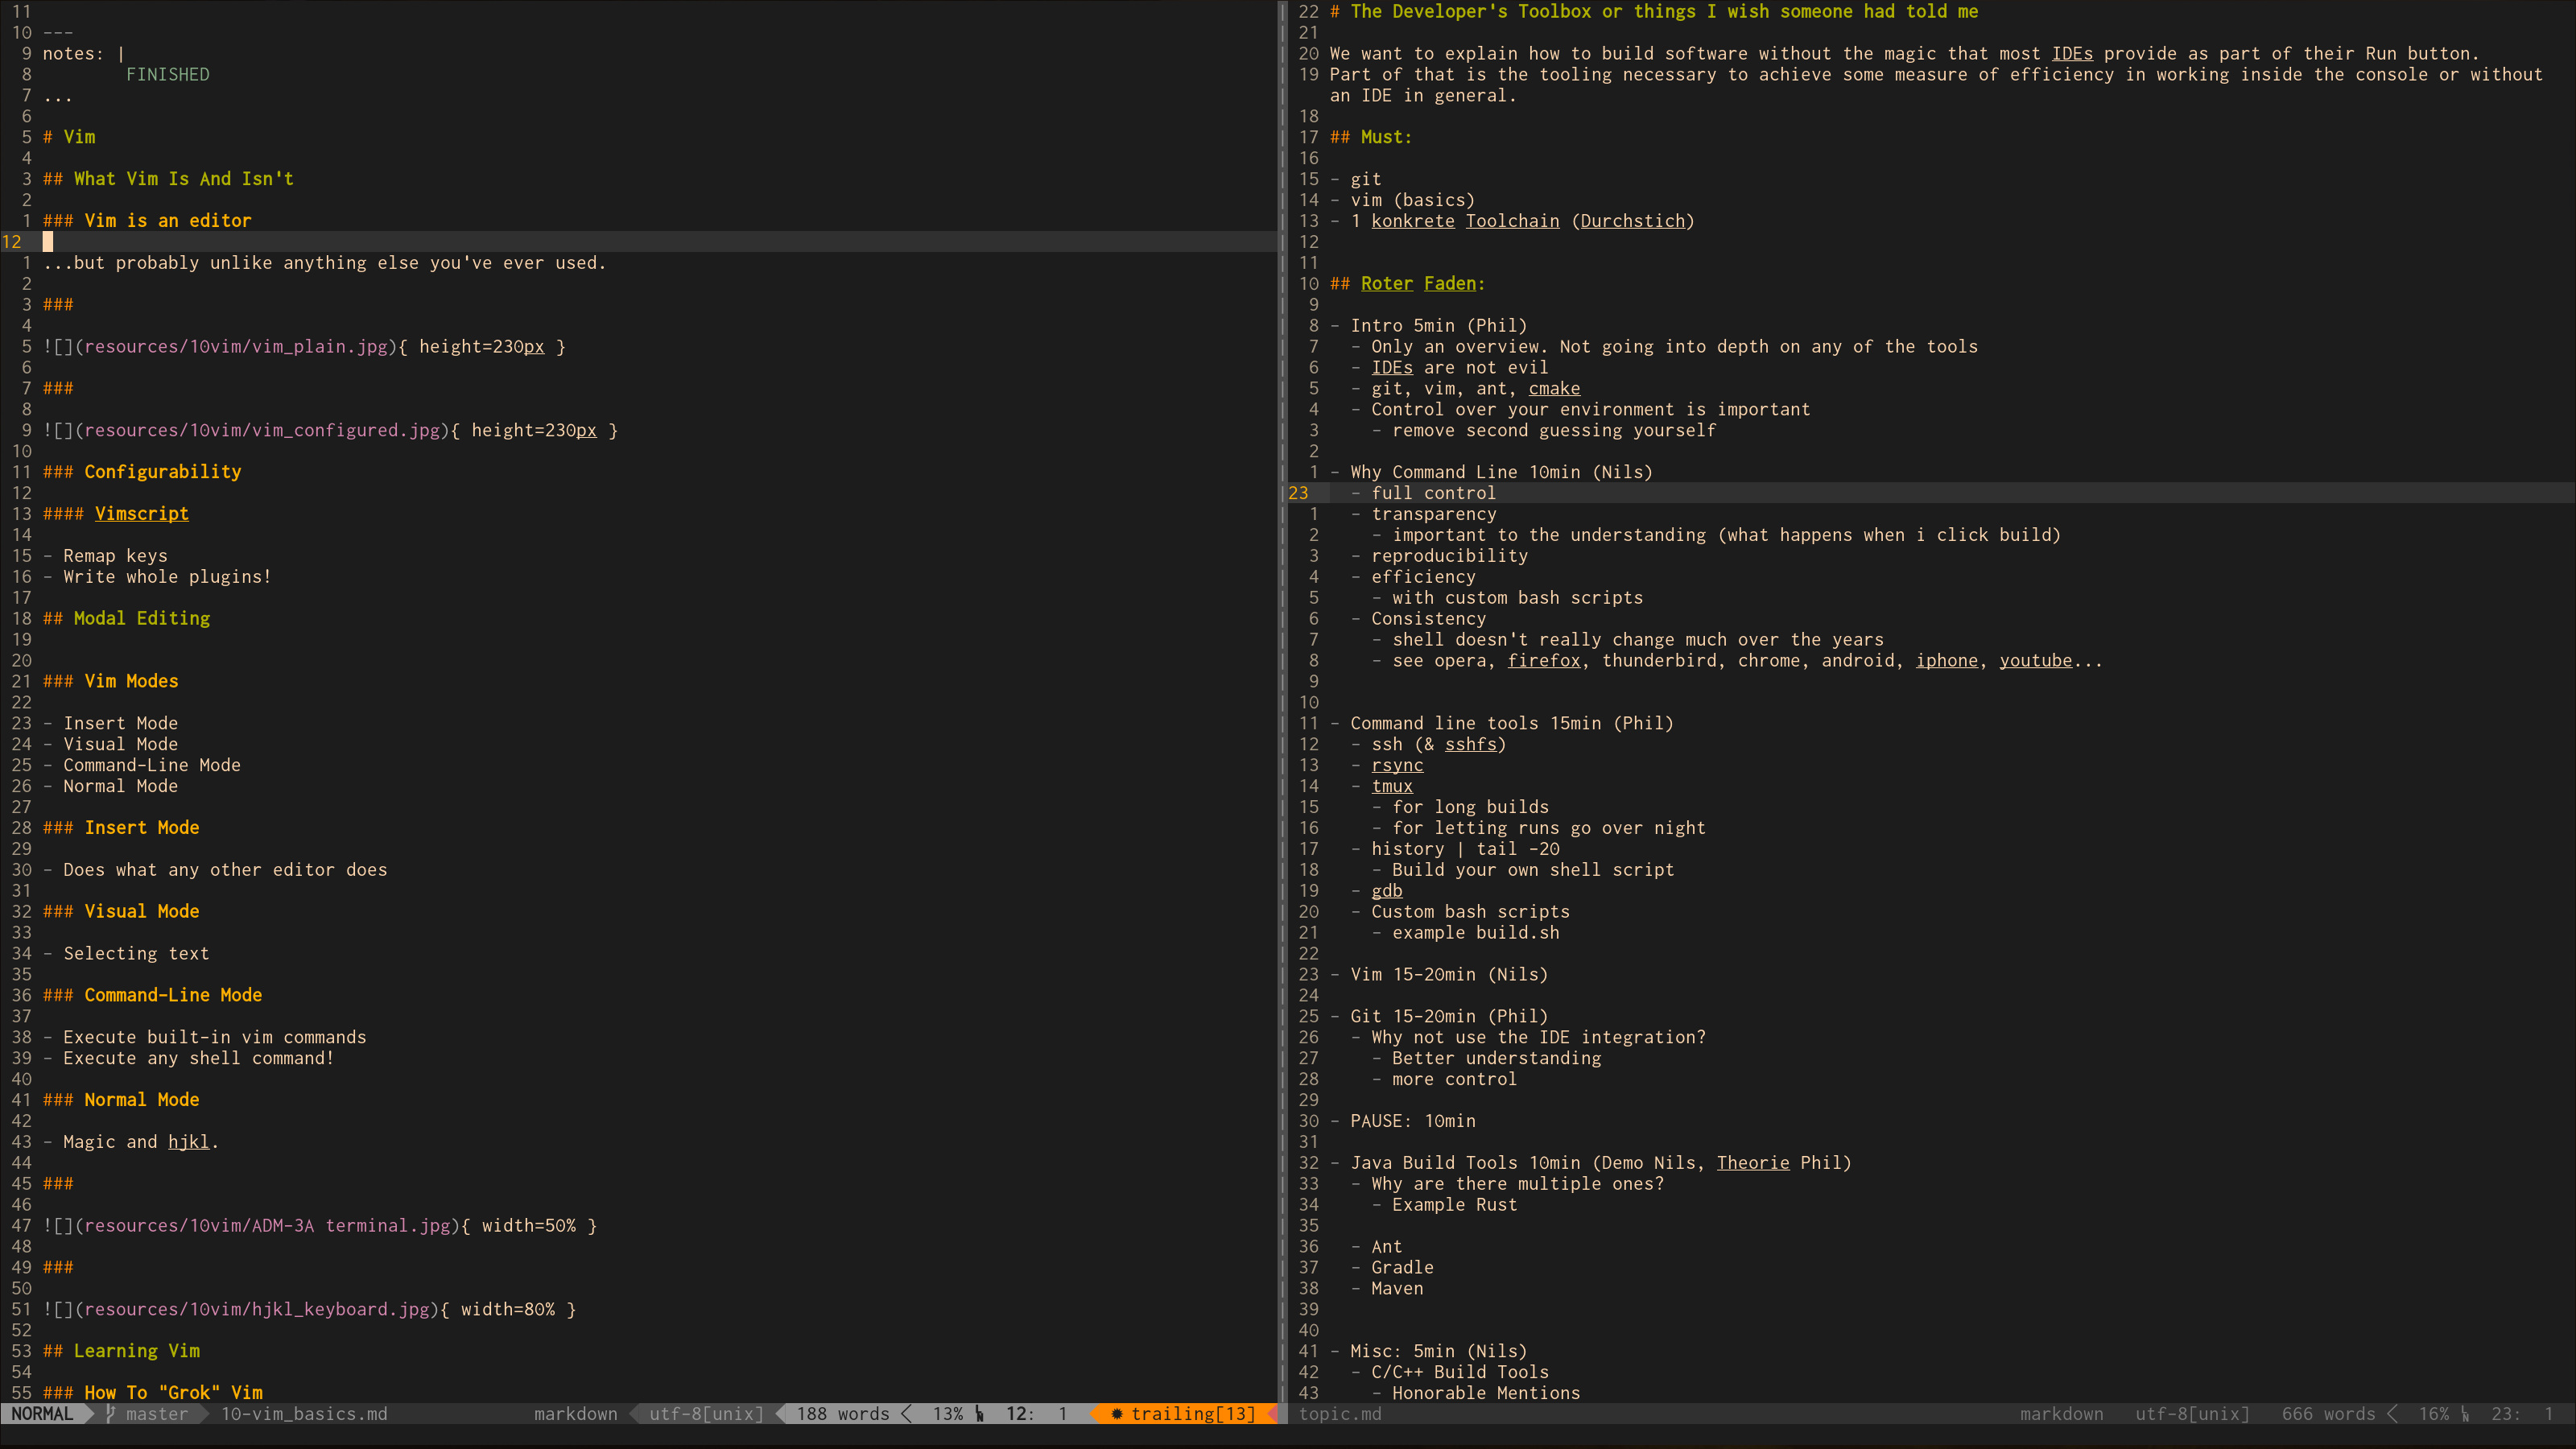 11
10 ---
9 notes: |
8         FINISHED
7 ...
6
5 # Vim
4
3 ## What Vim Is And Isn't
2
1 ### Vim is an editor
12
1 ...but probably unlike anything else you've ever used.
2
3 ###
4
5 ![](resources/10vim/vim_plain.jpg){ height=230px }
6
7 ###
8
9 ![](resources/10vim/vim_configured.jpg){ height=230px }
10
11 ### Configurability
12
13 #### Vimscript
14
15 - Remap keys
16 - Write whole plugins!
17
18 ## Modal Editing
19
20
21 ### Vim Modes
22
23 - Insert Mode
24 - Visual Mode
25 - Command-Line Mode
26 - Normal Mode
27
28 ### Insert Mode
29
30 - Does what any other editor does
31
32 ### Visual Mode
33
34 - Selecting text
35
36 ### Command-Line Mode
37
38 - Execute built-in vim commands
39 - Execute any shell command!
40
41 ### Normal Mode
42
43 - Magic and hjkl.
44
45 ###
46
47 ![](resources/10vim/ADM-3A terminal.jpg){ width=50% }
48
49 ###
50
51 ![](resources/10vim/hjkl_keyboard.jpg){ width=80% }
52
53 ## Learning Vim
54
55 ### How To "Grok" Vim
NORMAL master 10-vim_basics.md markdown utf-8[unix] 188 words 13% 12: 1 trailing[13]
22 # The Developer's Toolbox or things I wish someone had told me
21
20 We want to explain how to build software without the magic that most IDEs provide as part of their Run button.
19 Part of that is the tooling necessary to achieve some measure of efficiency in working inside the console or without
an IDE in general.
18
17 ## Must:
16
15 - git
14 - vim (basics)
13 - 1 konkrete Toolchain (Durchstich)
12
11
10 ## Roter Faden:
9
8 - Intro 5min (Phil)
7   - Only an overview. Not going into depth on any of the tools
6   - IDEs are not evil
5   - git, vim, ant, cmake
4   - Control over your environment is important
3     - remove second guessing yourself
2
1 - Why Command Line 10min (Nils)
23   - full control
1   - transparency
2     - important to the understanding (what happens when i click build)
3   - reproducibility
4   - efficiency
5     - with custom bash scripts
6   - Consistency
7     - shell doesn't really change much over the years
8     - see opera, firefox, thunderbird, chrome, android, iphone, youtube...
9
10
11 - Command line tools 15min (Phil)
12   - ssh (& sshfs)
13   - rsync
14   - tmux
15     - for long builds
16     - for letting runs go over night
17   - history | tail -20
18     - Build your own shell script
19   - gdb
20   - Custom bash scripts
21     - example build.sh
22
23 - Vim 15-20min (Nils)
24
25 - Git 15-20min (Phil)
26   - Why not use the IDE integration?
27     - Better understanding
28     - more control
29
30 - PAUSE: 10min
31
32 - Java Build Tools 10min (Demo Nils, Theorie Phil)
33   - Why are there multiple ones?
34     - Example Rust
35
36   - Ant
37   - Gradle
38   - Maven
39
40
41 - Misc: 5min (Nils)
42   - C/C++ Build Tools
43     - Honorable Mentions
topic.md markdown utf-8[unix] 666 words 16% 23: 1